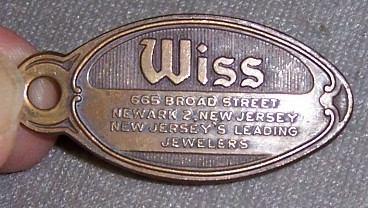 Wiss
665 BROAD STREET
NEWARK 2, NEW JERSEY
NEW JERSEY'S LEADING
JEWELERS